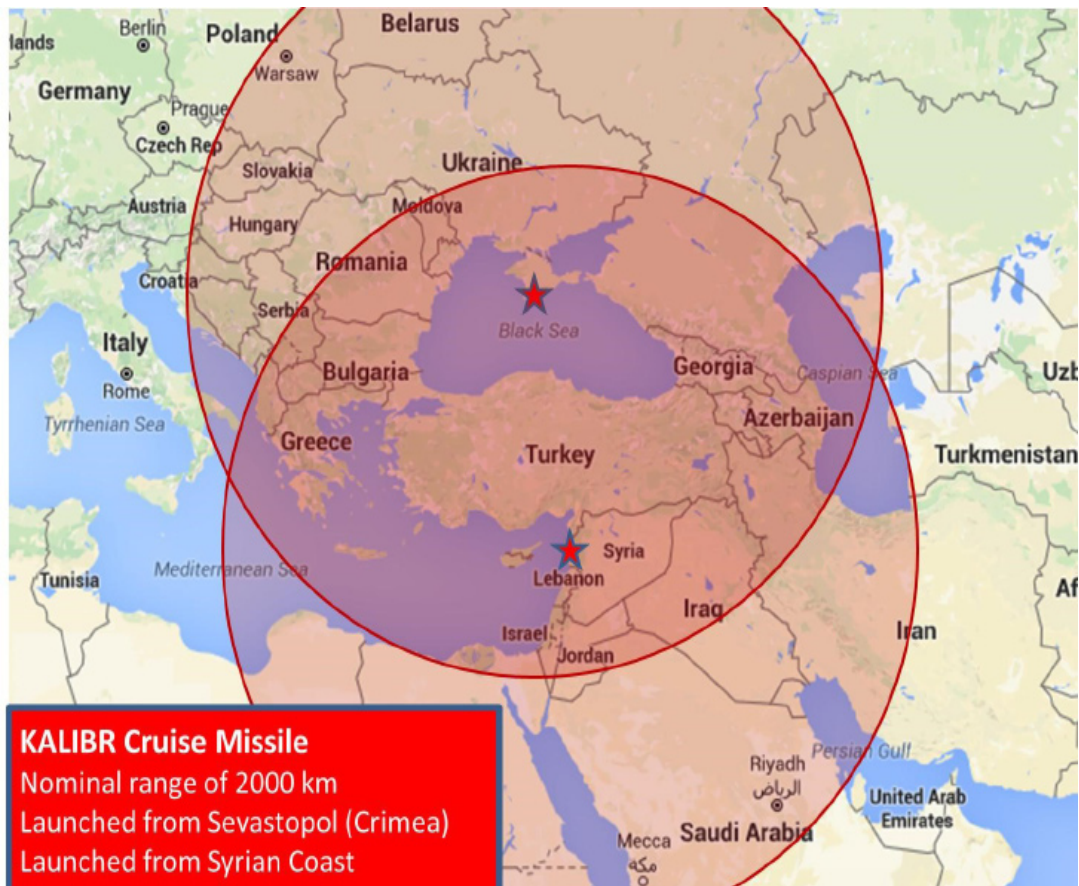 lands
Berlin
Poland
Belarus
Warsaw
Germany
Prague
Czech Rep
Ukraine
Slovakia
Moldova
Austria
Hungary
Romania
Croatia
Serbia
Black Sea
Italy
Rome
Bulgaria
Georgia
Caspian Sea
Uzb
Tyrrhenian Sea
Azerbaijan
Greece
Turkey
Turkmenistan
Syria
Mediterranean Sea
Tunisia
Lebanon
Af
Iraq
Israel
Iran
Jordan
Persian Gulf
Riyadh
الرياض
United Arab
Emirates
Saudi Arabia
Mecca
مكة
KALIBR Cruise Missile
Nominal range of 2000 km
Launched from Sevastopol (Crimea)
Launched from Syrian Coast